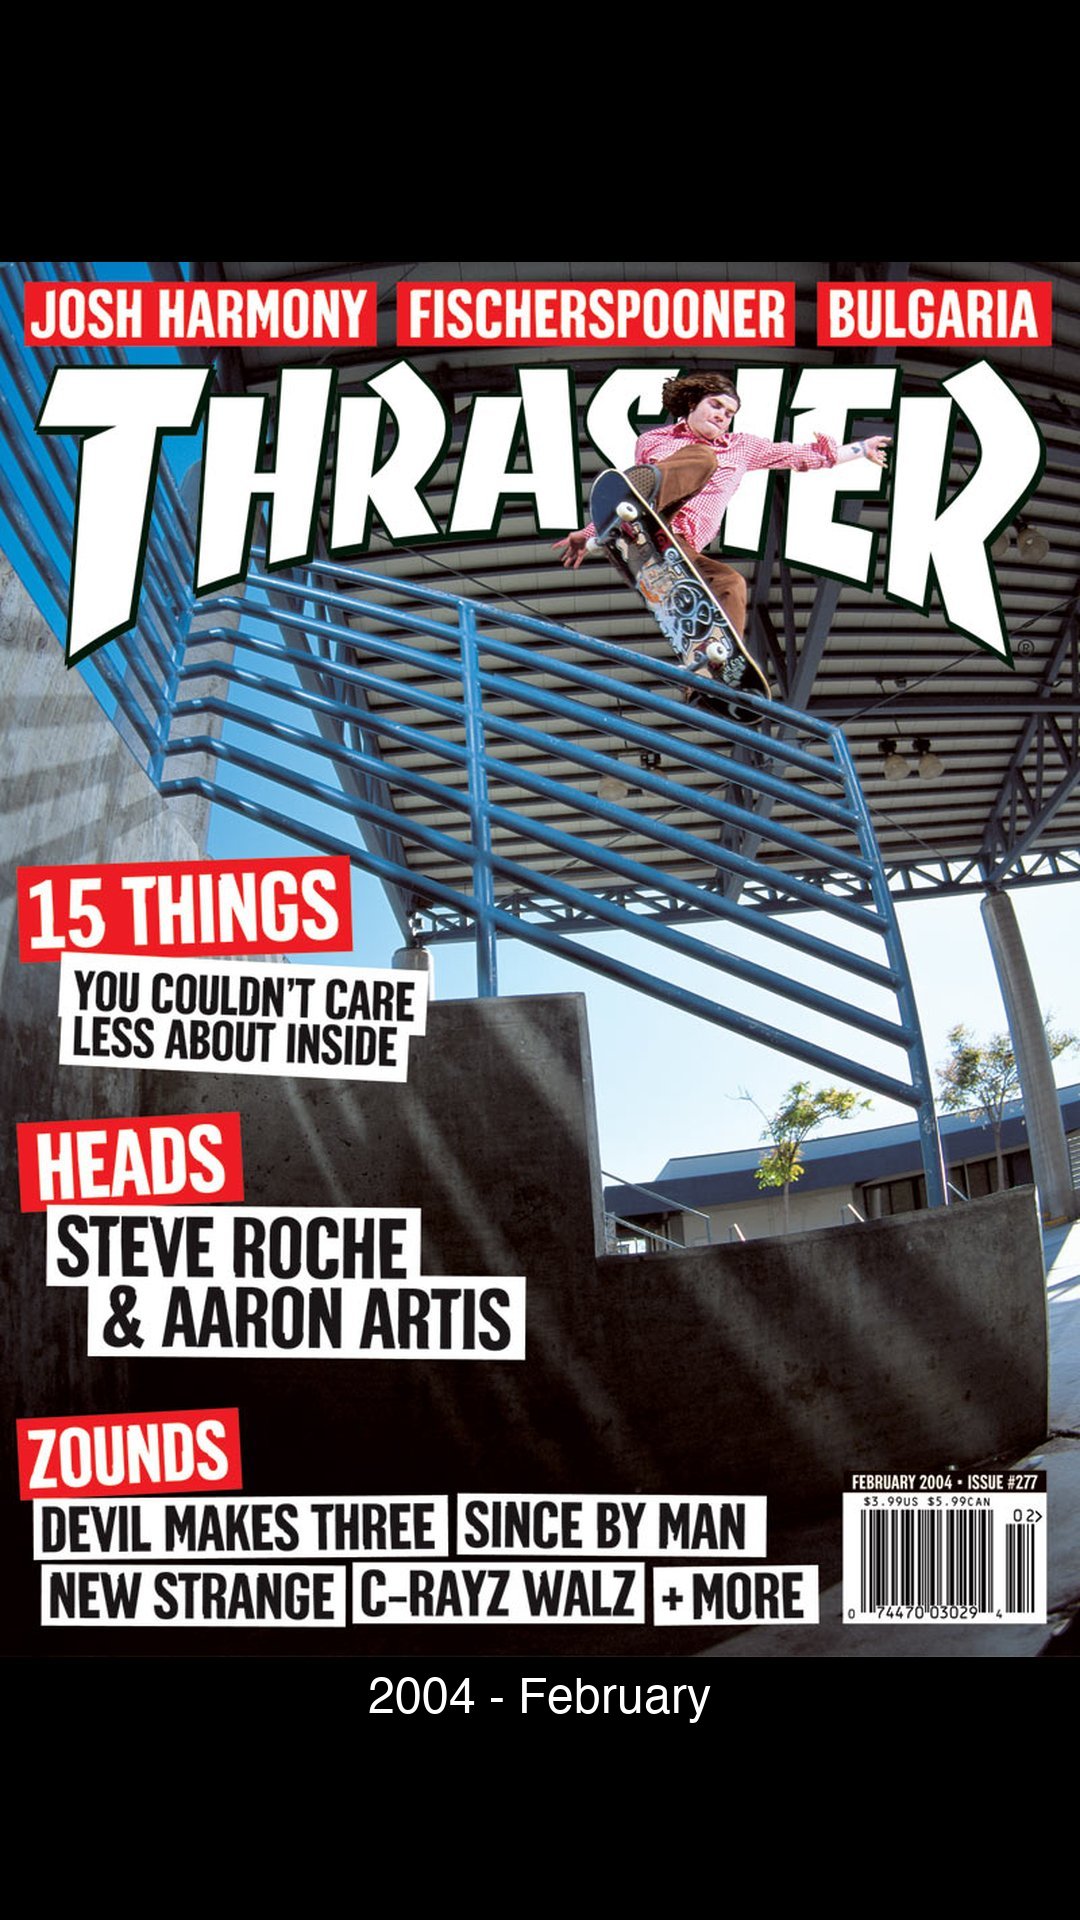 JOSH HARMONY FISCHERSPOONER BULGARIA
THRASHER
®
15 THINGS
YOU COULDN'T CARE
LESS ABOUT INSIDE
HEADS
STEVE ROCHE
& AARON ARTIS
ZOUNDS
DEVIL MAKES THREE SINCE BY MAN
NEW STRANGE C-RAYZ WALZ + MORE
FEBRUARY 2004 • ISSUE #277
$3.99US $5.99CAN
02>
0 74470 03029 4
2004 - February